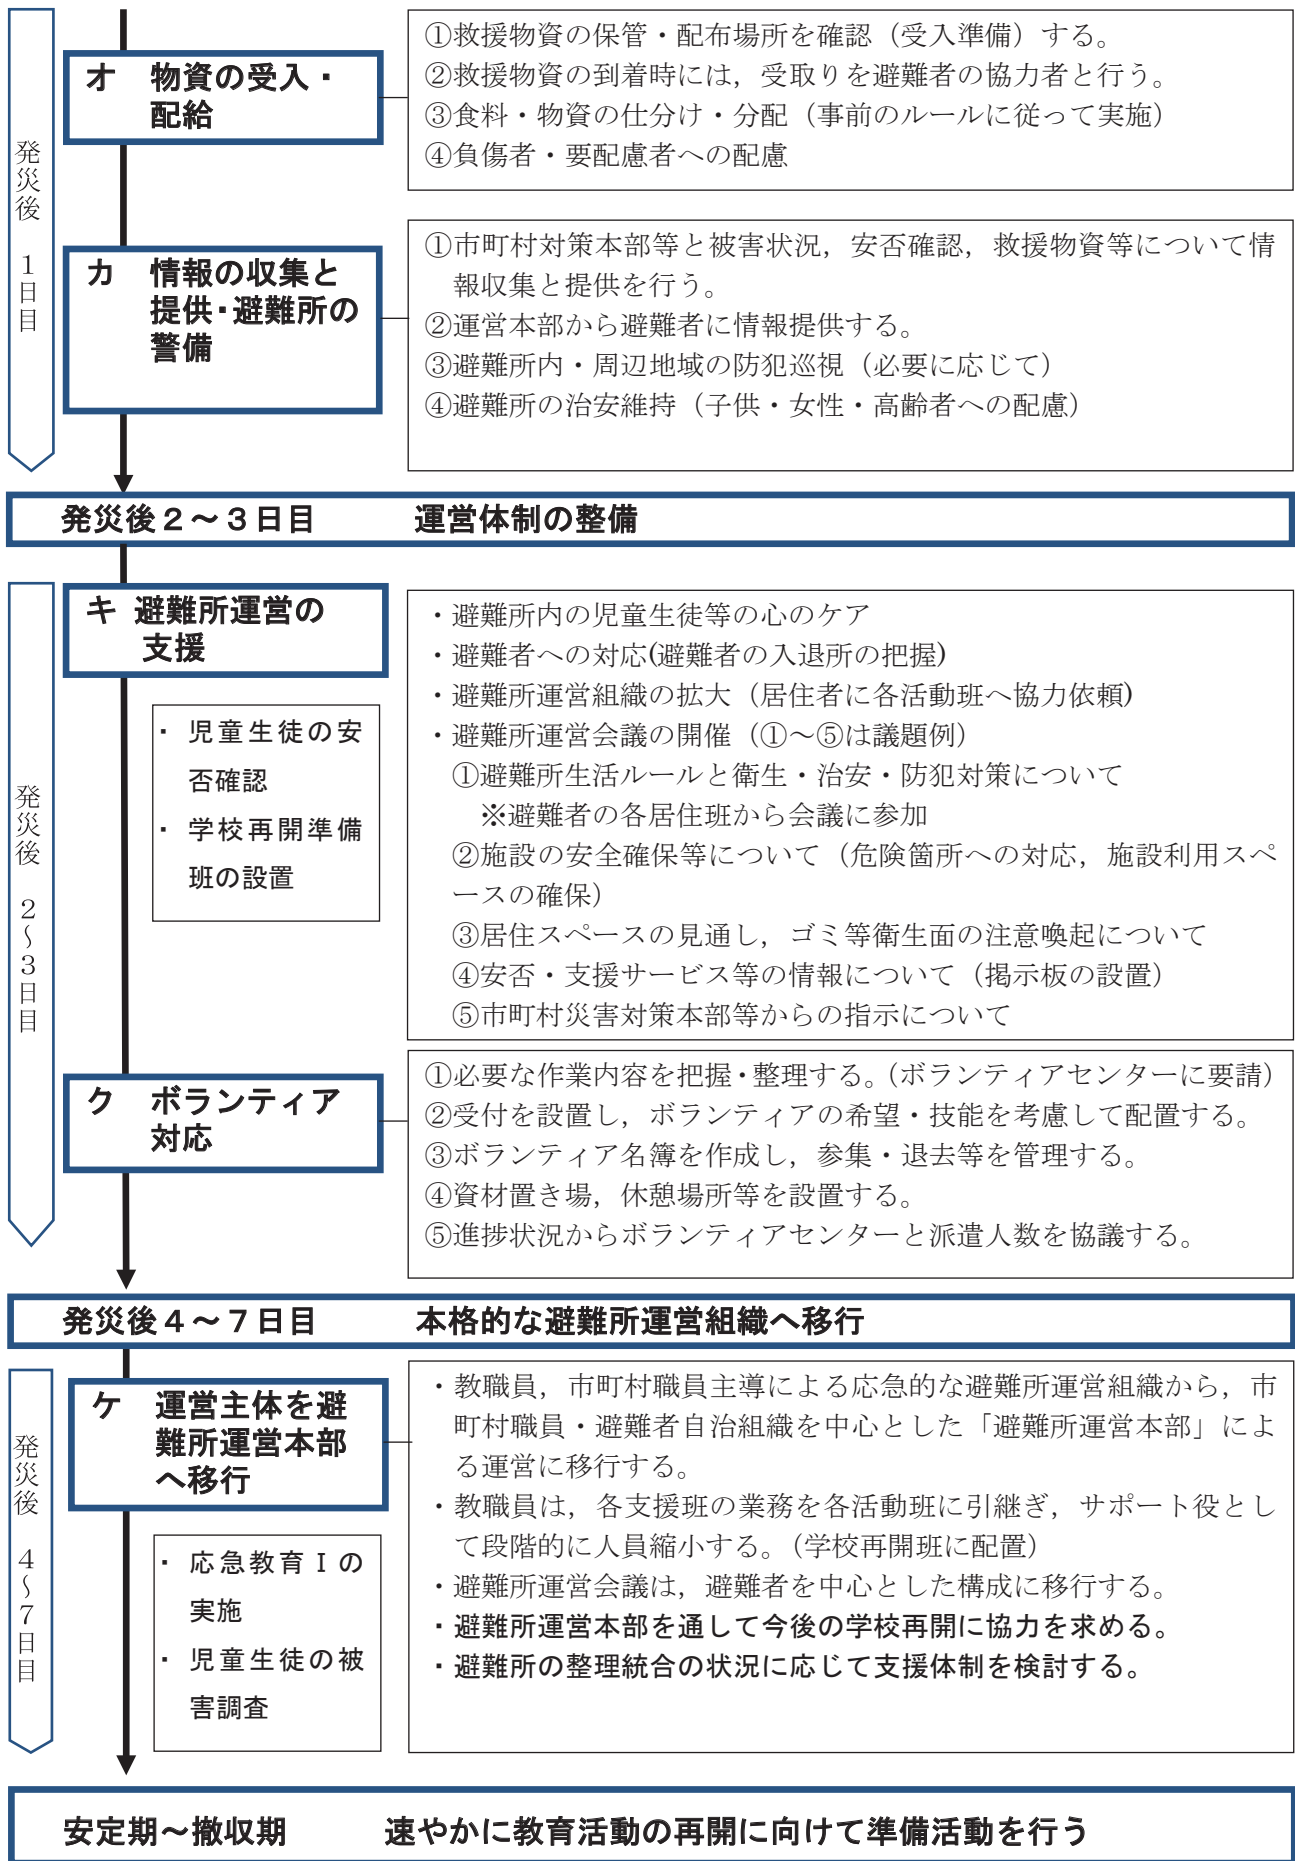 発災後　1日目
オ　物資の受入・
配給
①救援物資の保管・配布場所を確認（受入準備）する。
②救援物資の到着時には，受取りを避難者の協力者と行う。
③食料・物資の仕分け・分配（事前のルールに従って実施）
④負傷者・要配慮者への配慮
カ　情報の収集と
提供・避難所の
警備
①市町村対策本部等と被害状況，安否確認，救援物資等について情
報収集と提供を行う。
②運営本部から避難者に情報提供する。
③避難所内・周辺地域の防犯巡視（必要に応じて）
④避難所の治安維持（子供・女性・高齢者への配慮）
発災後２～３日目　運営体制の整備
発災後　2～3日目
キ　避難所運営の
支援
・児童生徒の安
否確認
・学校再開準備
班の設置
・避難所内の児童生徒等の心のケア
・避難者への対応(避難者の入退所の把握)
・避難所運営組織の拡大（居住者に各活動班へ協力依頼)
・避難所運営会議の開催（①～⑤は議題例）
①避難所生活ルールと衛生・治安・防犯対策について
※避難者の各居住班から会議に参加
②施設の安全確保等について（危険箇所への対応，施設利用スペ
ースの確保）
③居住スペースの見通し，ゴミ等衛生面の注意喚起について
④安否・支援サービス等の情報について（掲示板の設置）
⑤市町村災害対策本部等からの指示について
ク　ボランティア
対応
①必要な作業内容を把握・整理する。（ボランティアセンターに要請）
②受付を設置し，ボランティアの希望・技能を考慮して配置する。
③ボランティア名簿を作成し，参集・退去等を管理する。
④資材置き場，休憩場所等を設置する。
⑤進捗状況からボランティアセンターと派遣人数を協議する。
発災後４～７日目　本格的な避難所運営組織へ移行
発災後　4～7日目
ケ　運営主体を避
難所運営本部
へ移行
・応急教育Ⅰの
実施
・児童生徒の被
害調査
・教職員，市町村職員主導による応急的な避難所運営組織から，市
町村職員・避難者自治組織を中心とした「避難所運営本部」によ
る運営に移行する。
・教職員は，各支援班の業務を各活動班に引継ぎ，サポート役とし
て段階的に人員縮小する。（学校再開班に配置）
・避難所運営会議は，避難者を中心とした構成に移行する。
・避難所運営本部を通して今後の学校再開に協力を求める。
・避難所の整理統合の状況に応じて支援体制を検討する。
安定期～撤収期　速やかに教育活動の再開に向けて準備活動を行う